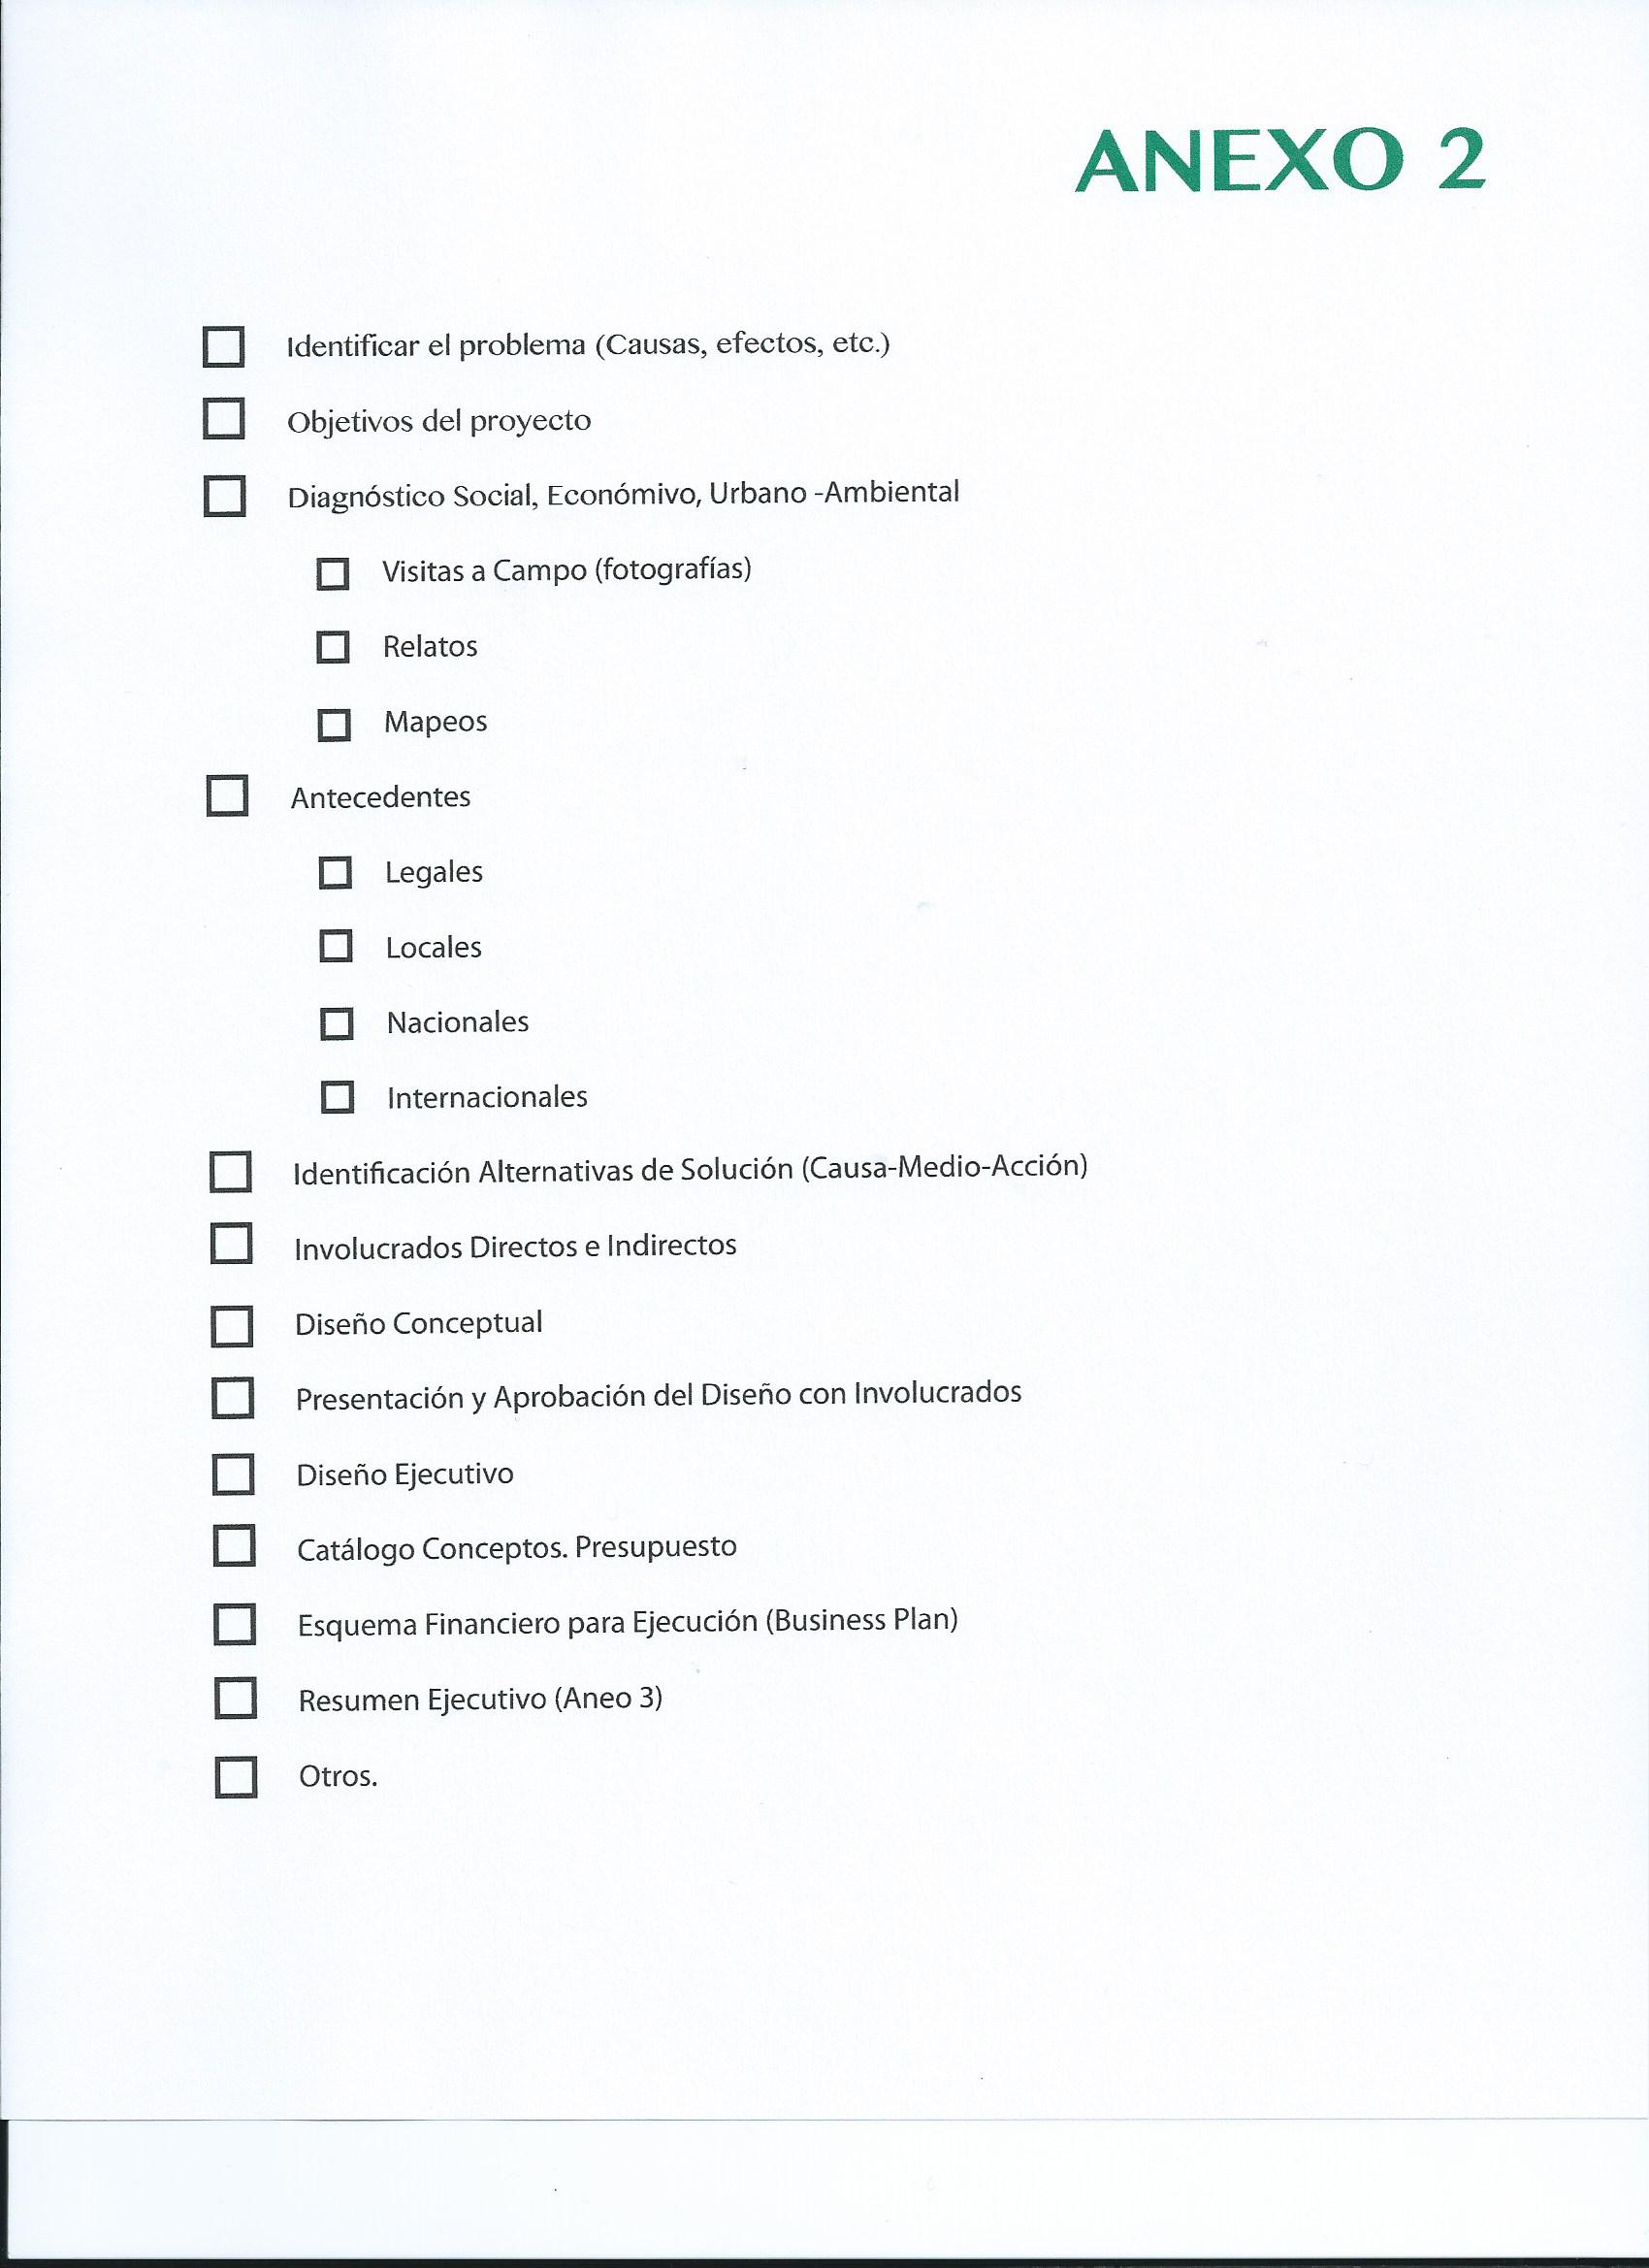 ANEXO 2
Identificar el problema (Causas, efectos, etc.)
Objetivos del proyecto
Diagnóstico Social, Económivo, Urbano -Ambiental
Visitas a Campo (fotografías)
Relatos
Mapeos
Antecedentes
Legales
Locales
Nacionales
Internacionales
Identificación Alternativas de Solución (Causa-Medio-Acción)
Involucrados Directos e Indirectos
Diseño Conceptual
Presentación y Aprobación del Diseño con Involucrados
Diseño Ejecutivo
Catálogo Conceptos. Presupuesto
Esquema Financiero para Ejecución (Business Plan)
Resumen Ejecutivo (Aneo 3)
Otros.